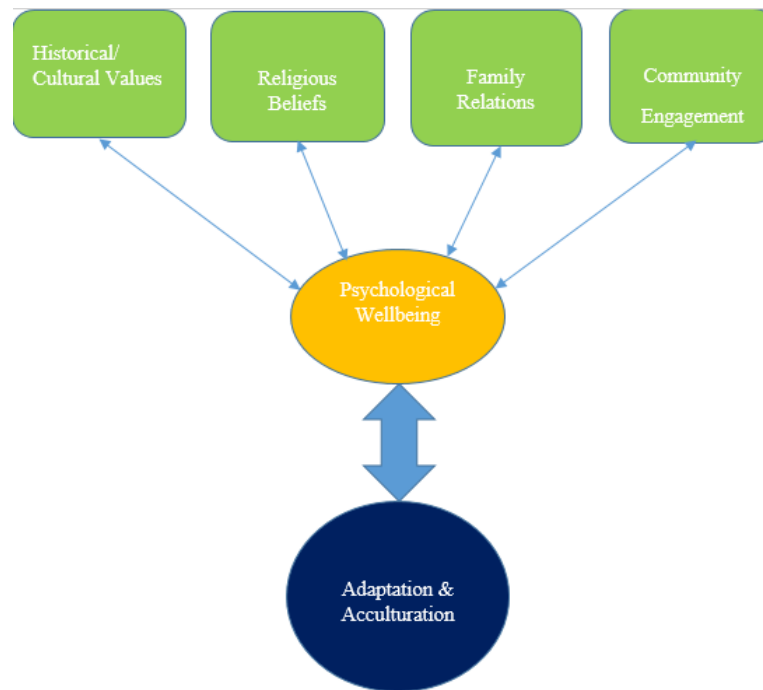 Historical/
Cultural Values
Religious
Beliefs
Family
Relations
Community
Engagement
Psychological
Wellbeing
Adaptation &
Acculturation